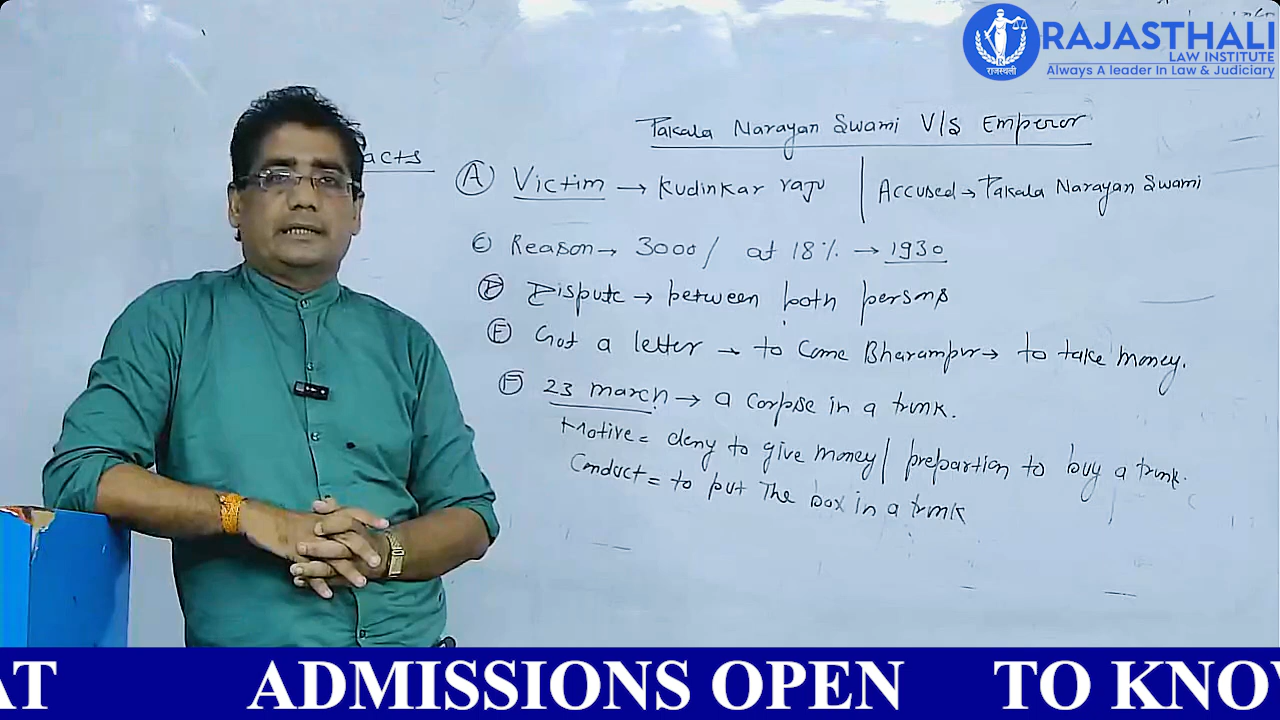 RAJASTHALI
LAW INSTITUTE
राजस्थली
Always A leader In Law & Judiciary
Pakala Narayan Swami V/S Emperor
acts
A Victim → Kudinkar raju | Accused → Pakala Narayan Swami
C Reason → 3000/ at 18% → 1930
D Dispute → between both persons
E Got a letter → to Come Bharampur → to take money.
F 23 march → a corpse in a trunk.
Motive = deny to give money / prepartion to buy a trunk.
Conduct = to put The box in a trunk
AT ADMISSIONS OPEN TO KNOW